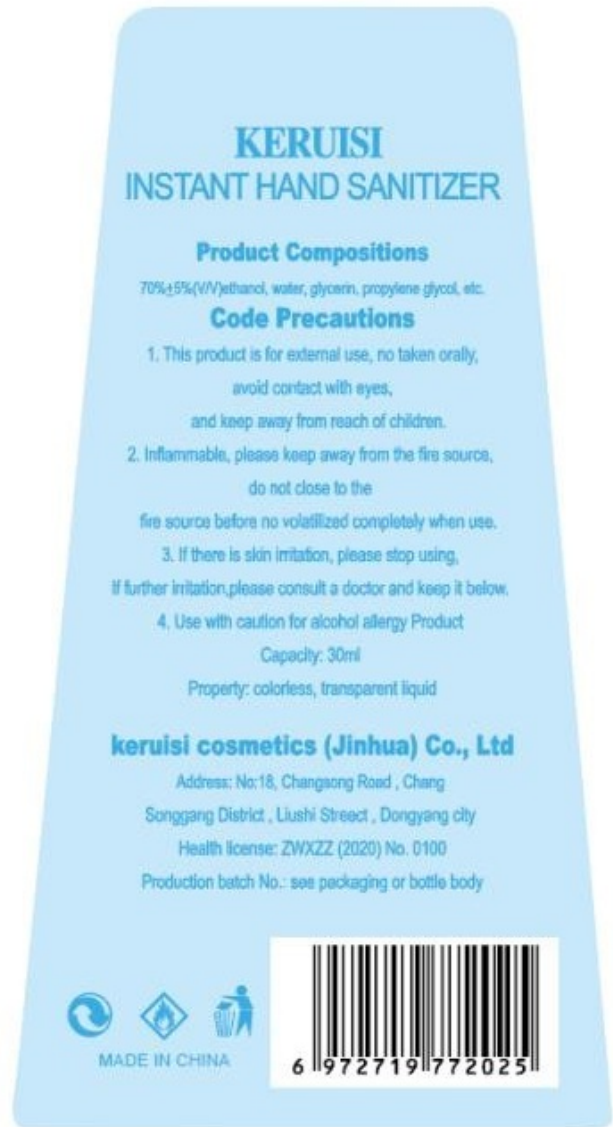 KERUISI
INSTANT HAND SANITIZER
Product Compositions
70%±5%(V/V)ethanol, water, glycerin, propylene glycol, etc.
Code Precautions
1. This product is for external use, no taken orally,
avoid contact with eyes,
and keep away from reach of children.
2. Inflammable, please keep away from the fire source,
do not close to the
fire source before no volatilized completely when use.
3. If there is skin irritation, please stop using,
If further irritation,please consult a doctor and keep it below.
4. Use with caution for alcohol allergy Product
Capacity: 30ml
Property: colorless, transparent liquid
keruisi cosmetics (Jinhua) Co., Ltd
Address: No:18, Changsong Road , Chang
Songgang District , Liushi Streect , Dongyang city
Health license: ZWXZZ (2020) No. 0100
Production batch No.: see packaging or bottle body
MADE IN CHINA
6 972719 772025